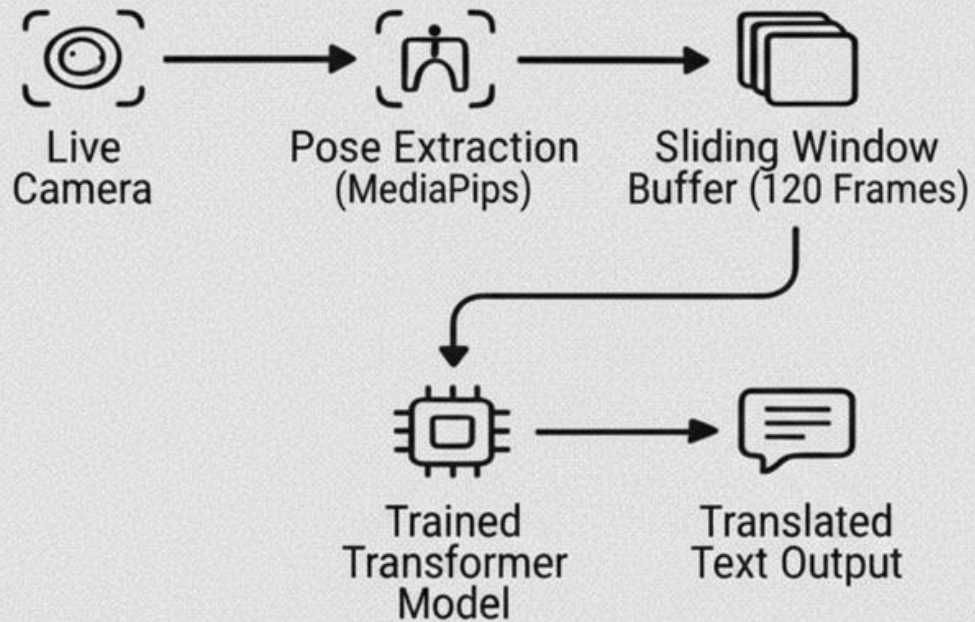 Live
Camera
Pose Extraction
(MediaPips)
Sliding Window
Buffer (120 Frames)
Trained
Transformer
Model
Translated
Text Output